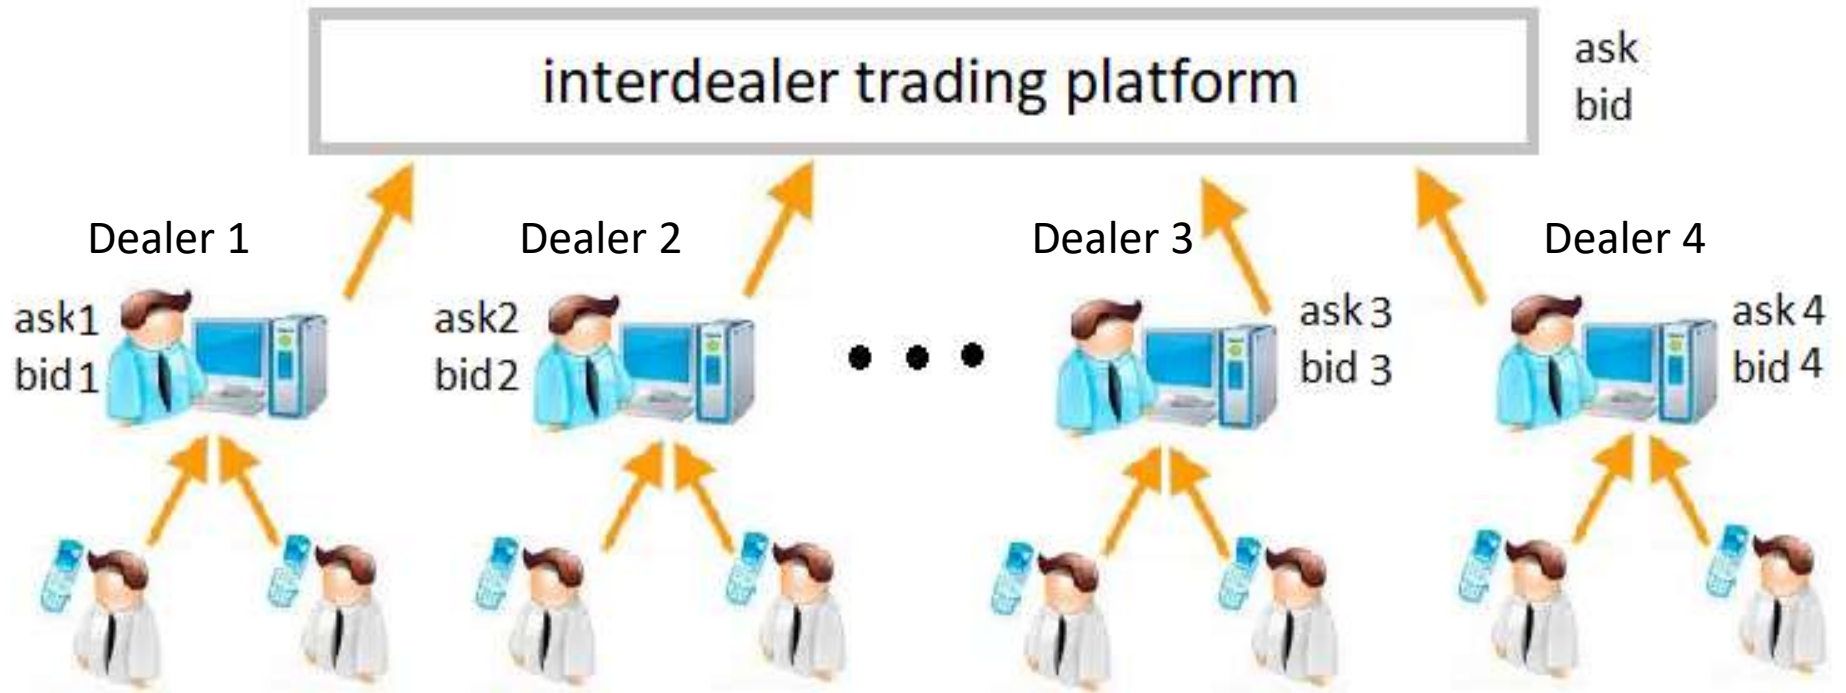 interdealer trading platform
ask
bid
Dealer 1
Dealer 2
Dealer 3
Dealer 4
ask1
bid1
ask2
bid2
ask 3
bid 3
ask 4
bid 4